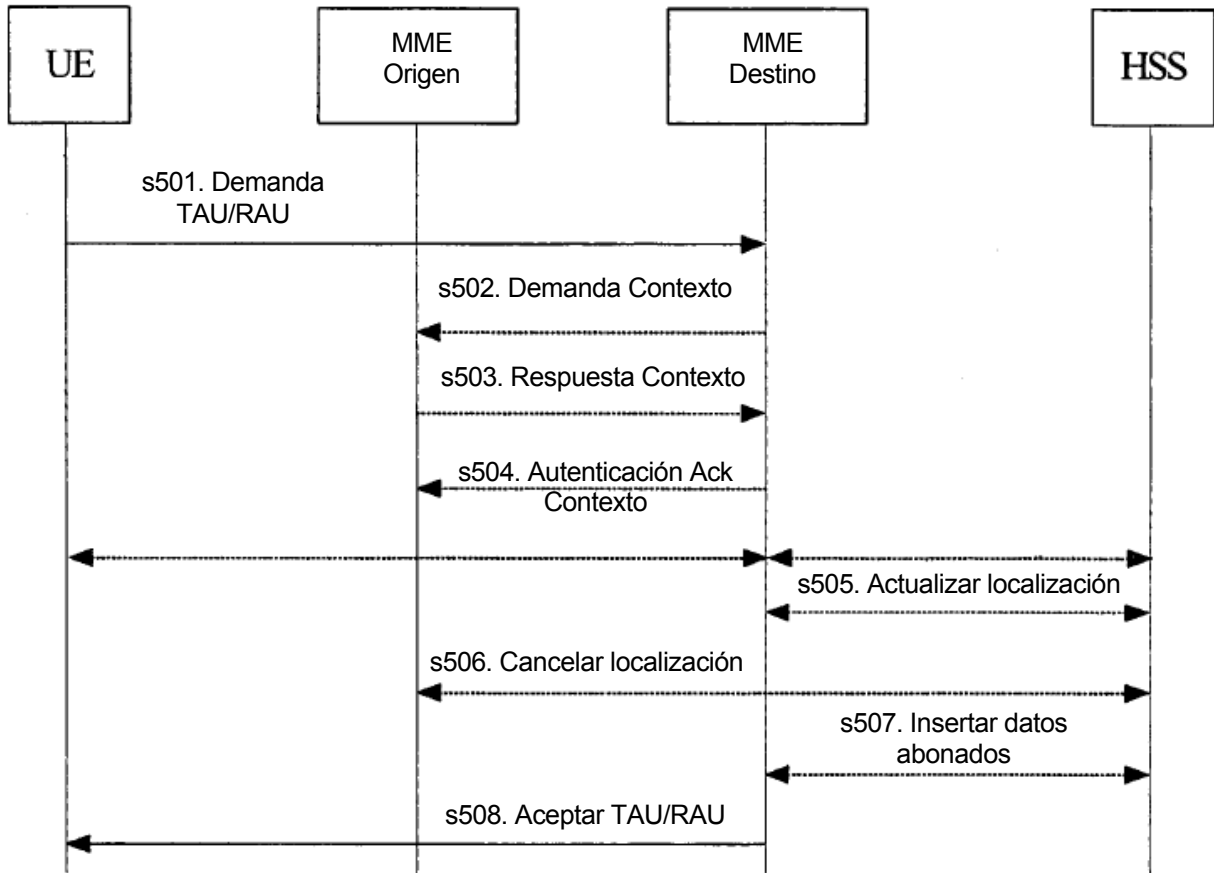 UE
MME
Origen
MME
Destino
HSS
s501. Demanda
TAU/RAU
s502. Demanda Contexto
s503. Respuesta Contexto
s504. Autenticación Ack
Contexto
s505. Actualizar localización
s506. Cancelar localización
s507. Insertar datos
abonados
s508. Aceptar TAU/RAU